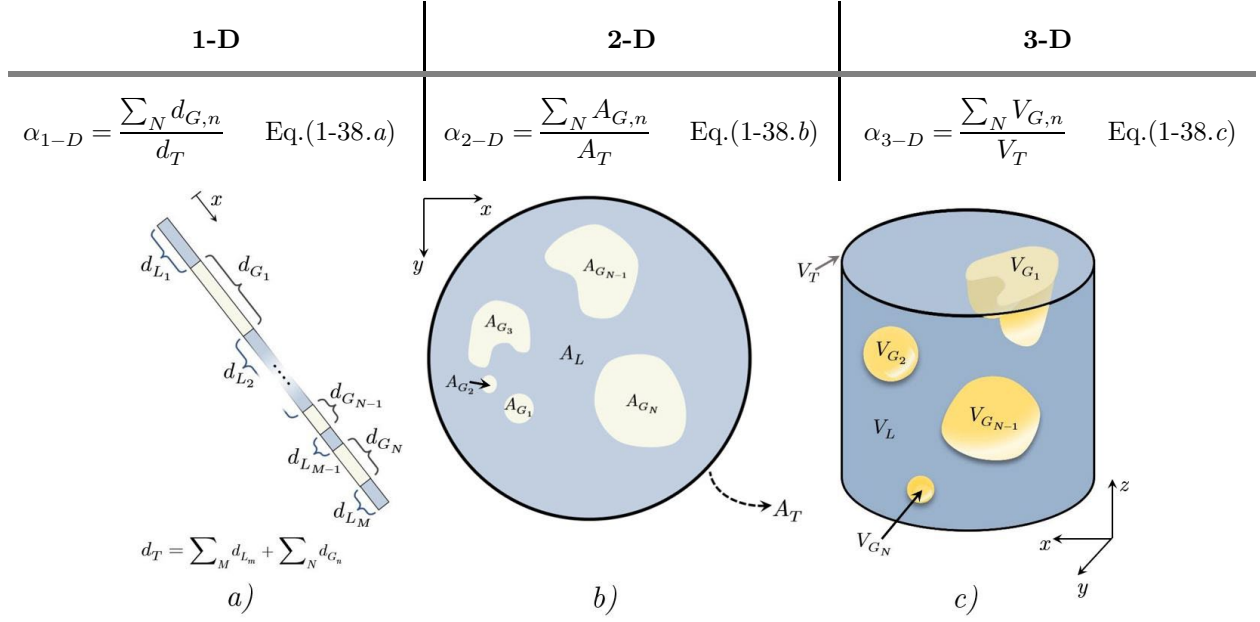 1-D 2-D 3-D
α_{1−D} = ∑_N d_{G,n} / d_T Eq.(1-38.a) α_{2−D} = ∑_N A_{G,n} / A_T Eq.(1-38.b) α_{3−D} = ∑_N V_{G,n} / V_T Eq.(1-38.c)
x
d_{L_1}
d_{G_1}
d_{L_2}
....
d_{G_{N−1}}
d_{G_N}
d_{L_{M−1}}
d_{L_M}
d_T = ∑_M d_{L_m} + ∑_N d_{G_n}
a)
x
y
A_{G_{N−1}}
A_{G_3}
A_L
A_{G_2}
A_{G_1}
A_{G_N}
A_T
b)
V_T
V_{G_1}
V_{G_2}
V_{G_{N−1}}
V_L
V_{G_N}
z
x
y
c)